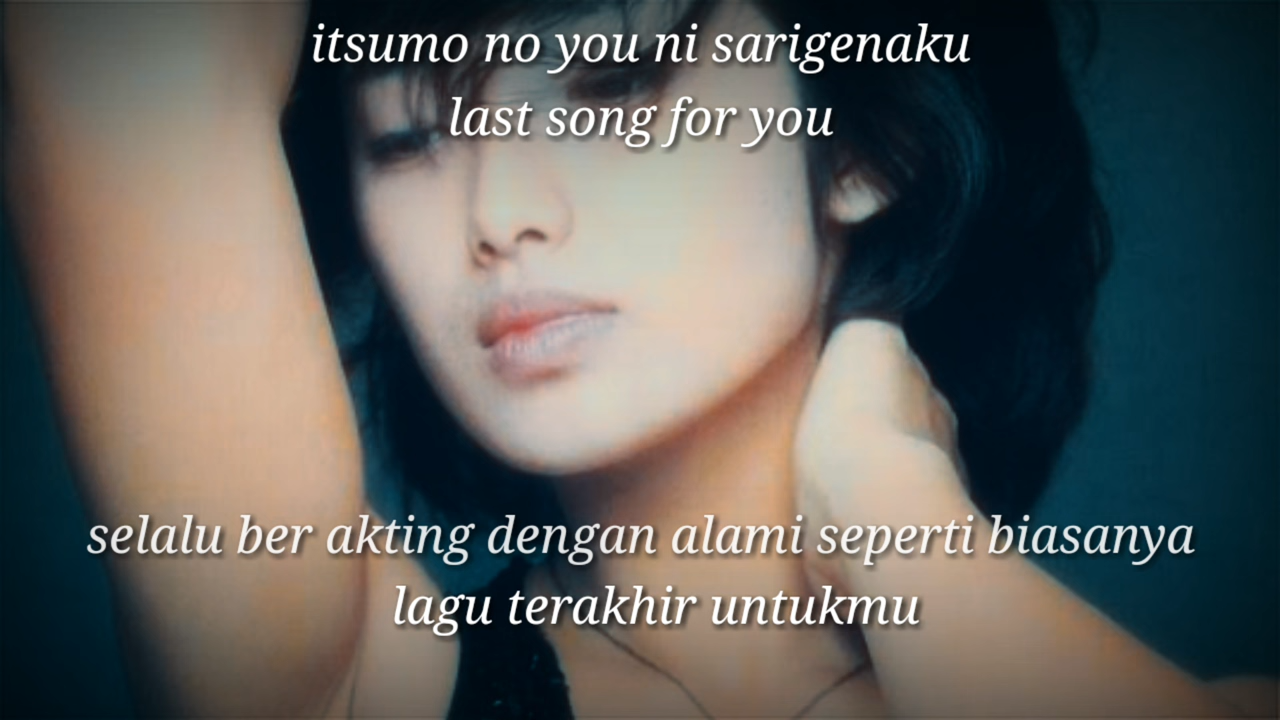 itsumo no you ni sarigenaku
last song for you
selalu ber akting dengan alami seperti biasanya
lagu terakhir untukmu